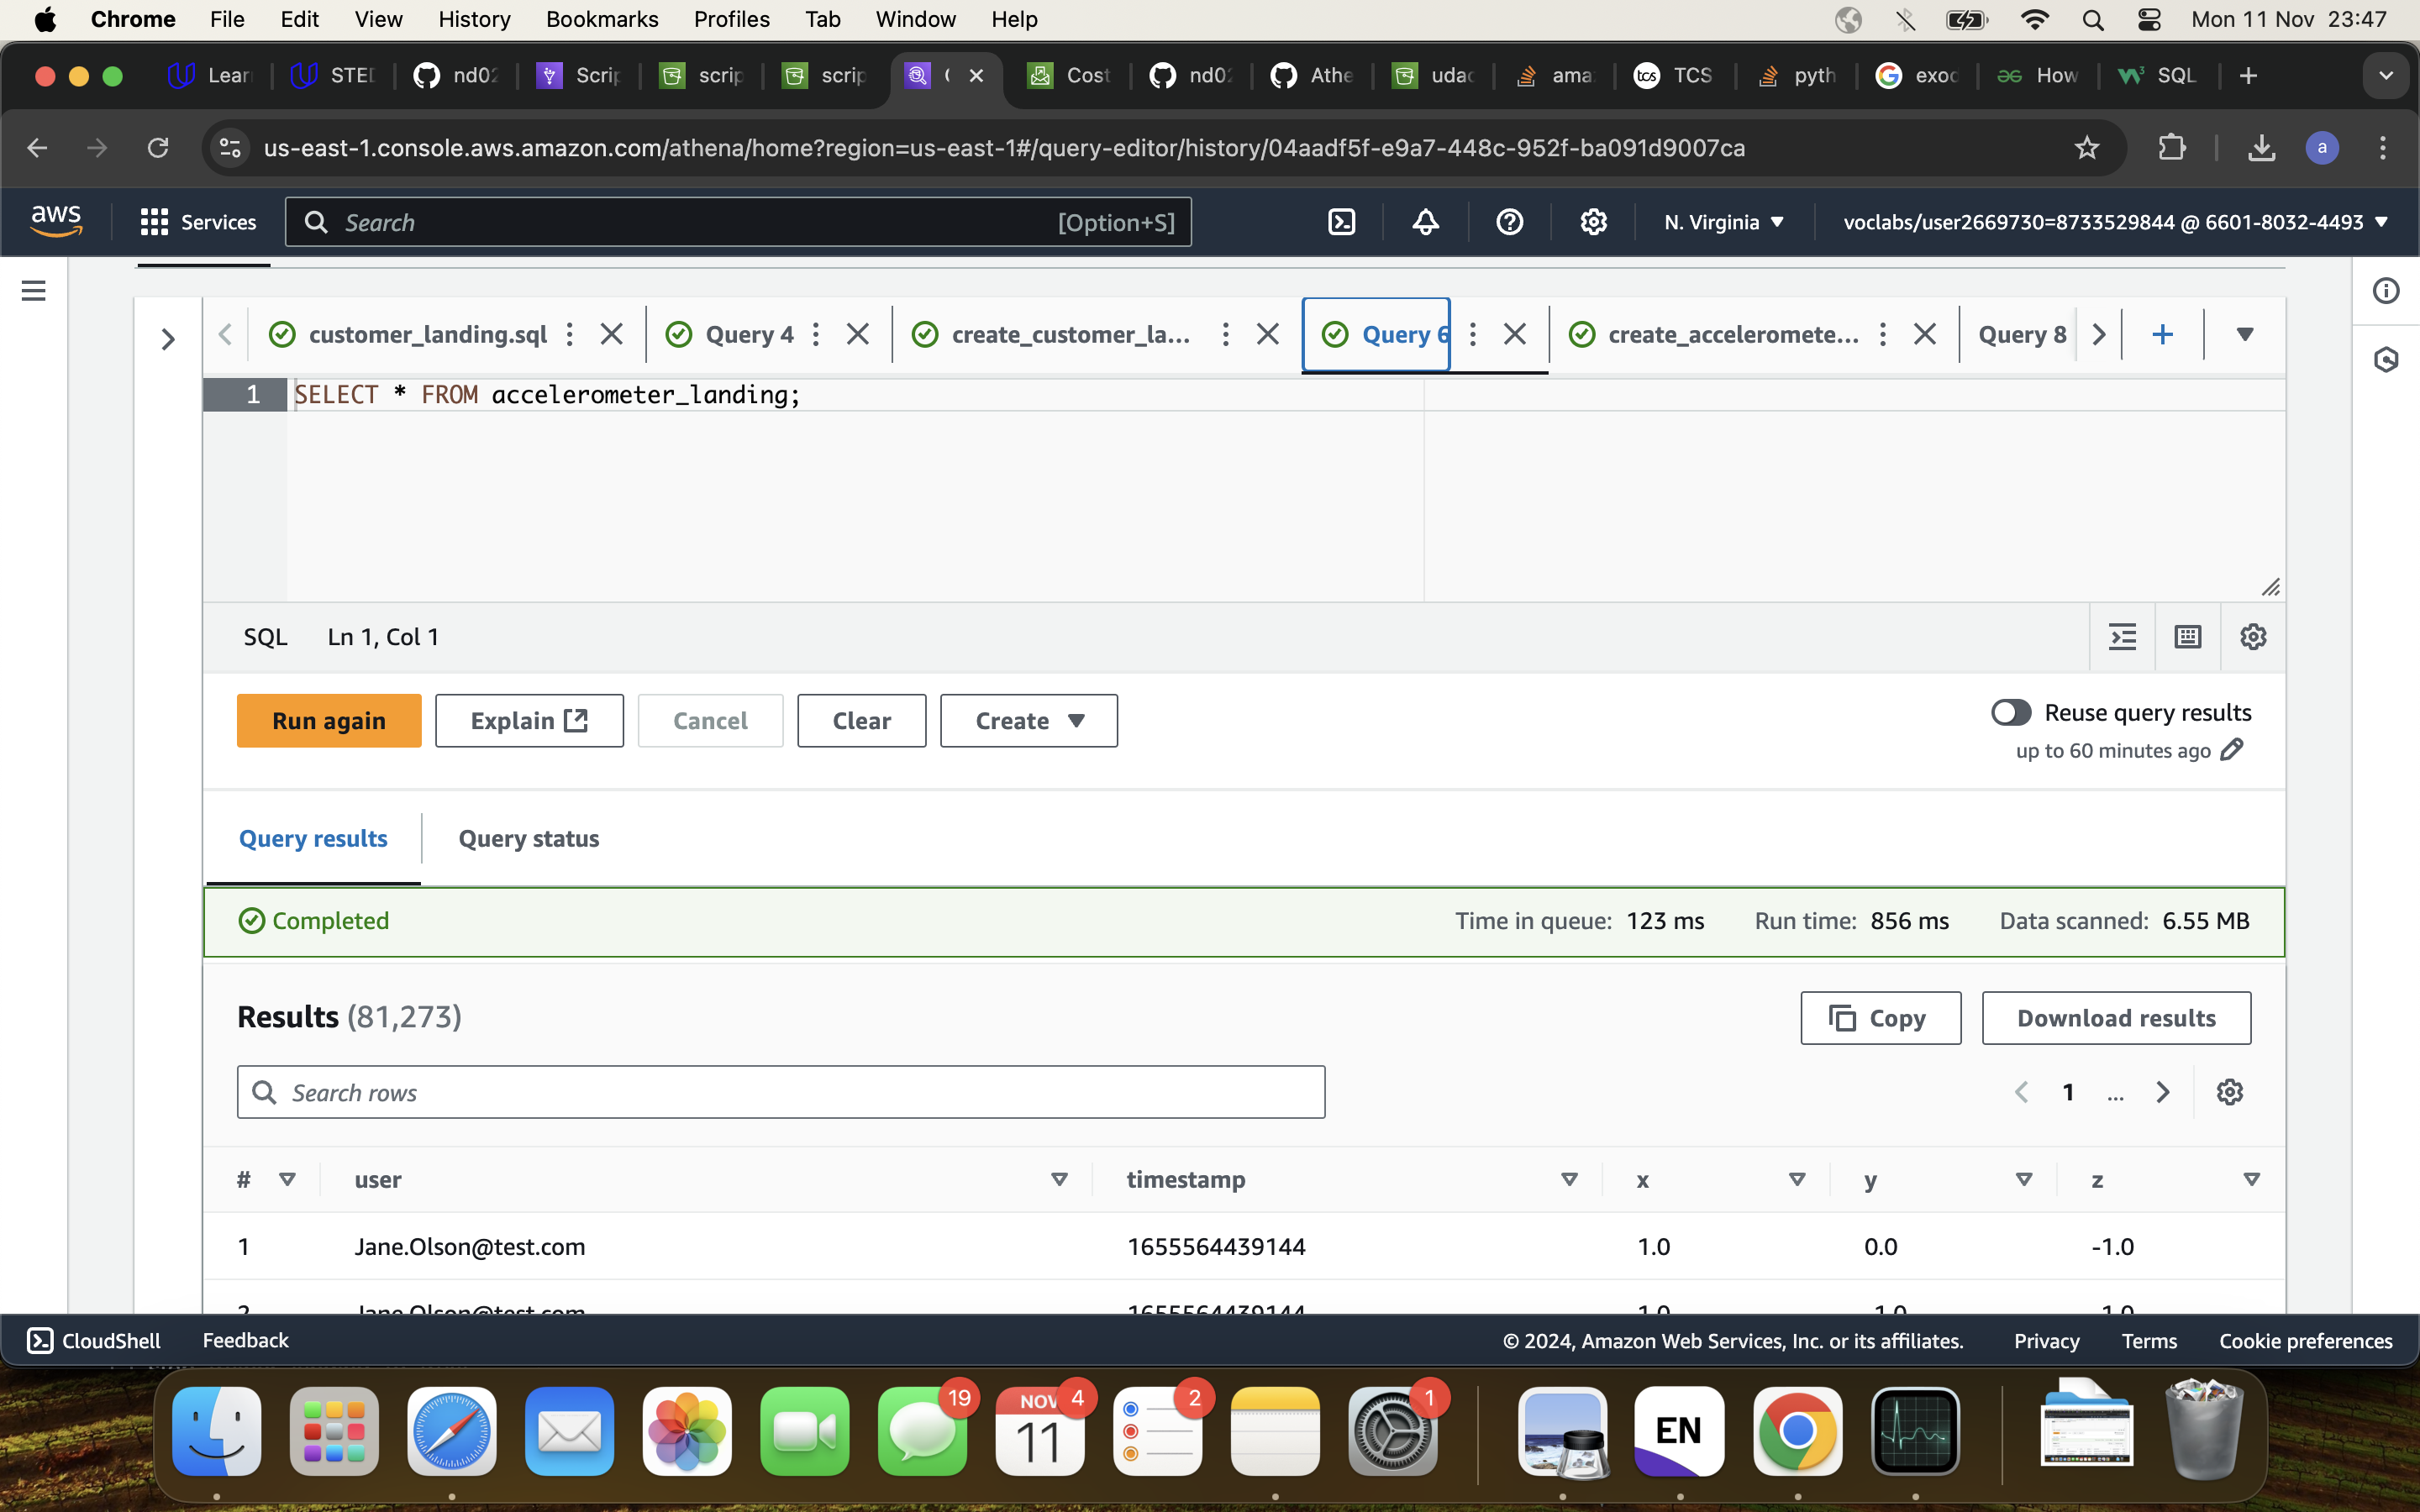 Chrome File Edit View History Bookmarks Profiles Tab Window Help Mon 11 Nov 23:47
Lear STED nd02 Scrip scrip scrip Cost nd02 Athe udac ama tcs TCS pyth G exod How SQL
us-east-1.console.aws.amazon.com/athena/home?region=us-east-1#/query-editor/history/04aadf5f-e9a7-448c-952f-ba091d9007ca a
aws Services Search [Option+S] N. Virginia voclabs/user2669730=8733529844 @ 6601-8032-4493
customer_landing.sql Query 4 create_customer_la... Query 6 create_acceleromete... Query 8
1 SELECT * FROM accelerometer_landing;
SQL Ln 1, Col 1
Run again Explain Cancel Clear Create Reuse query results
up to 60 minutes ago
Query results Query status
Completed Time in queue: 123 ms Run time: 856 ms Data scanned: 6.55 MB
Results (81,273) Copy Download results
Search rows 1 ...
# user timestamp x y z
1 Jane.Olson@test.com 1655564439144 1.0 0.0 -1.0
2 Jane.Olson@test.com 1655564439144 1.0 -1.0 -1.0
CloudShell Feedback © 2024, Amazon Web Services, Inc. or its affiliates. Privacy Terms Cookie preferences
19 NOV 4 2 1
11 EN